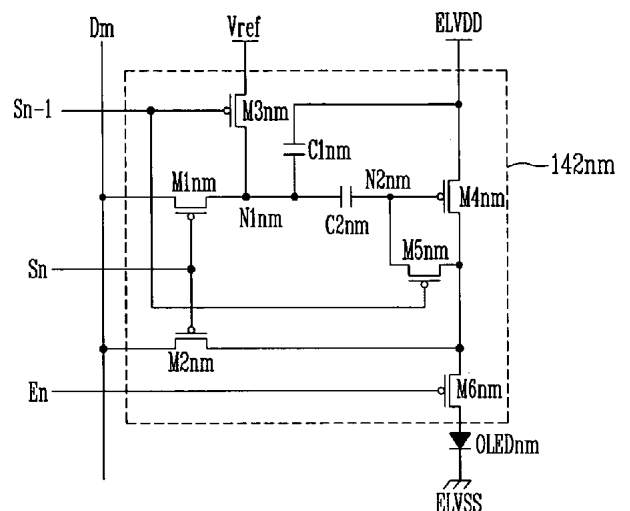 Dm
Vref
ELVDD
Sn-1
M3nm
C1nm
142nm
M1nm
N2nm
M4nm
N1nm
C2nm
M5nm
Sn
M2nm
En
M6nm
OLEDnm
ELVSS